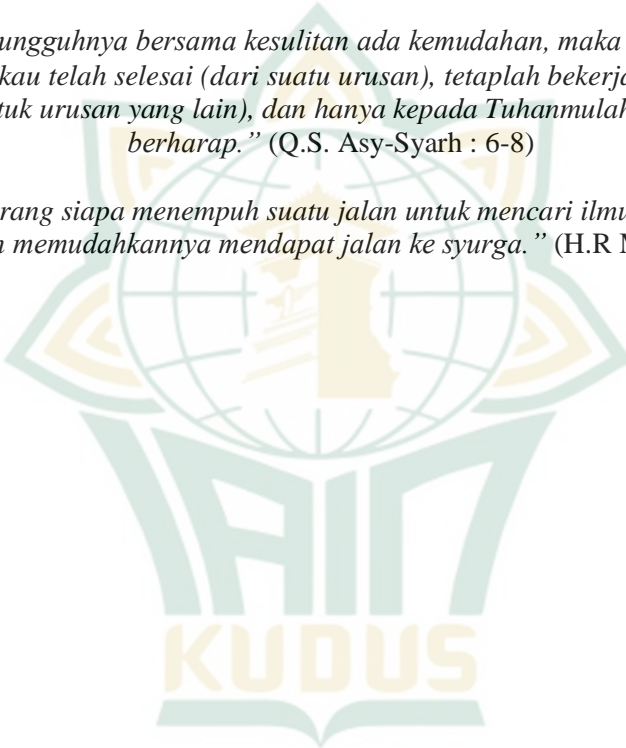 ungguhnya bersama kesulitan ada kemudahan, maka
kau telah selesai (dari suatu urusan), tetaplah bekerja
tuk urusan yang lain), dan hanya kepada Tuhanmulah
berharap.” (Q.S. Asy-Syarh : 6-8)
rang siapa menempuh suatu jalan untuk mencari ilmu
n memudahkannya mendapat jalan ke syurga.” (H.R M
IAIN
KUDUS